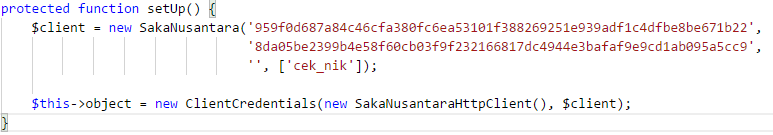 protected function setUp() {
$client = new SakaNusantara('959f0d687a84c46cfa380fc6ea53101f388269251e939adf1c4dfbe8be671b22',
'8da05be2399b4e58f60cb03f9f232166817dc4944e3bafaf9e9cd1ab095a5cc9',
'', ['cek_nik']);
$this->object = new ClientCredentials(new SakaNusantaraHttpClient(), $client);
}